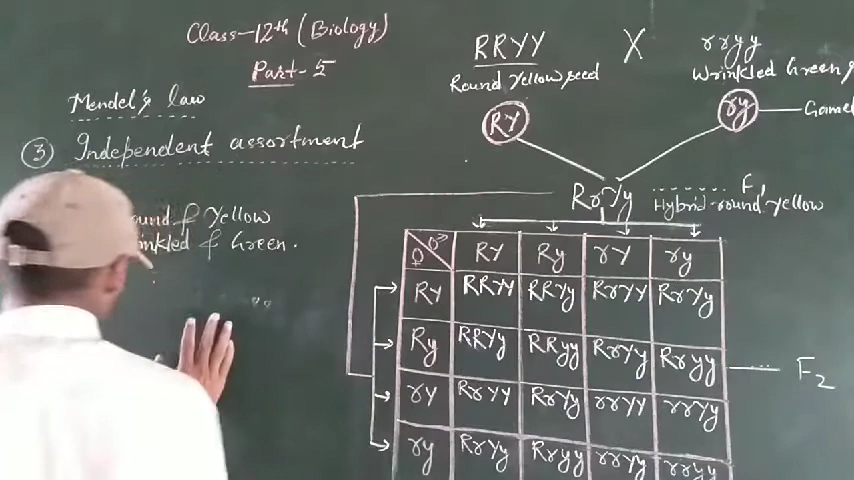 Class-12th (Biology)
Part-5
Mendel's law
③ Independent assortment
ound & Yellow
inkled & Green.
RRYY X rryy
Round Yellow seed Wrinkled Green
RY ry Gamet
RrYy F1
Hybrid-round, yellow
♀ ♂ RY Ry rY ry
RY RRYY RRYy RrYY RrYy
Ry RRYy RRyy RrYy Rryy F2
rY RrYY RrYy rrYY rrYy
ry RrYy Rryy rrYy rryy